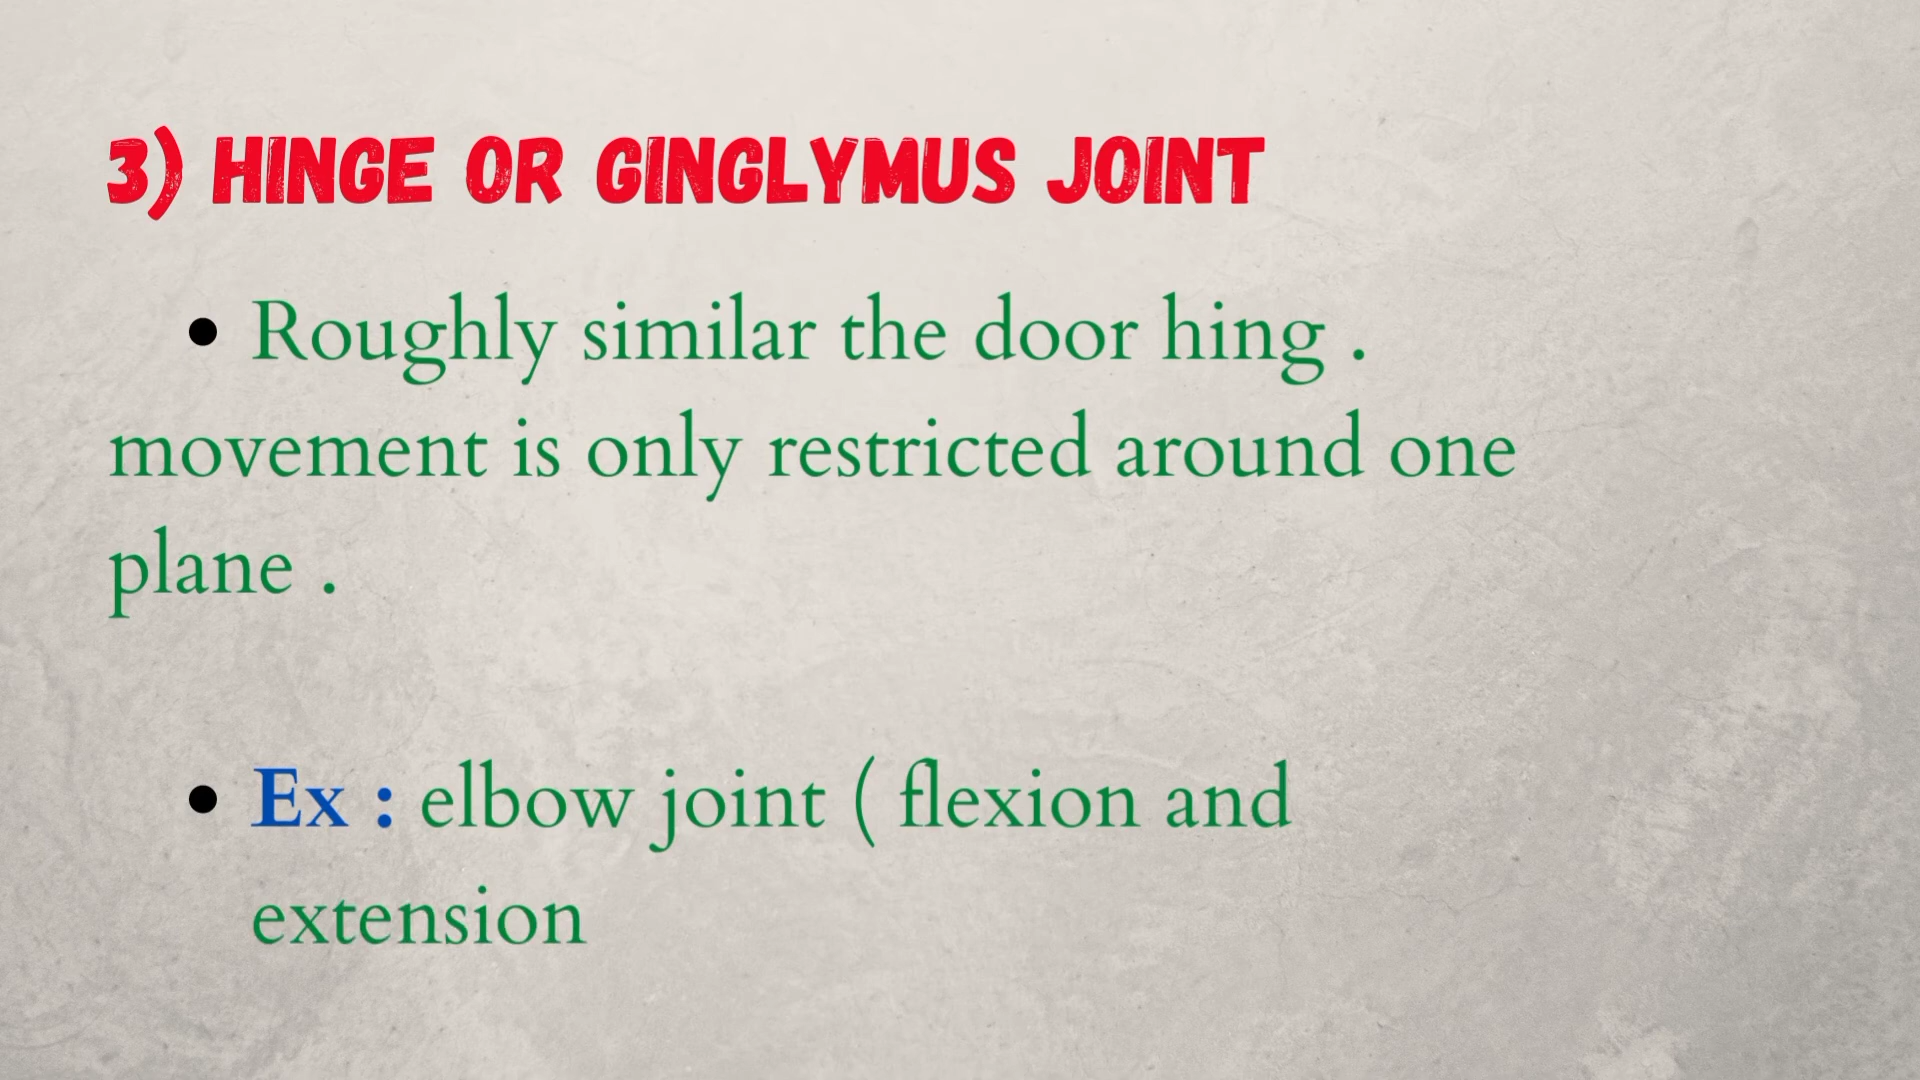 3) HINGE OR GINGLYMUS JOINT
• Roughly similar the door hing .
movement is only restricted around one
plane .
• Ex : elbow joint ( flexion and
extension